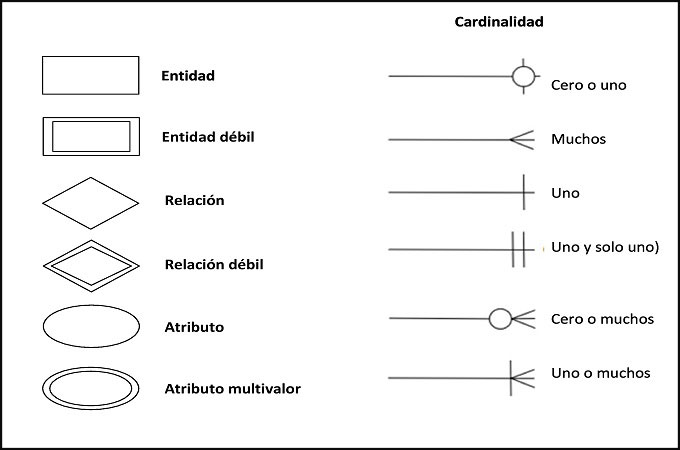 Cardinalidad
Entidad
Cero o uno
Entidad débil
Muchos
Relación
Uno
Relación débil
Uno y solo uno)
Atributo
Cero o muchos
Atributo multivalor
Uno o muchos